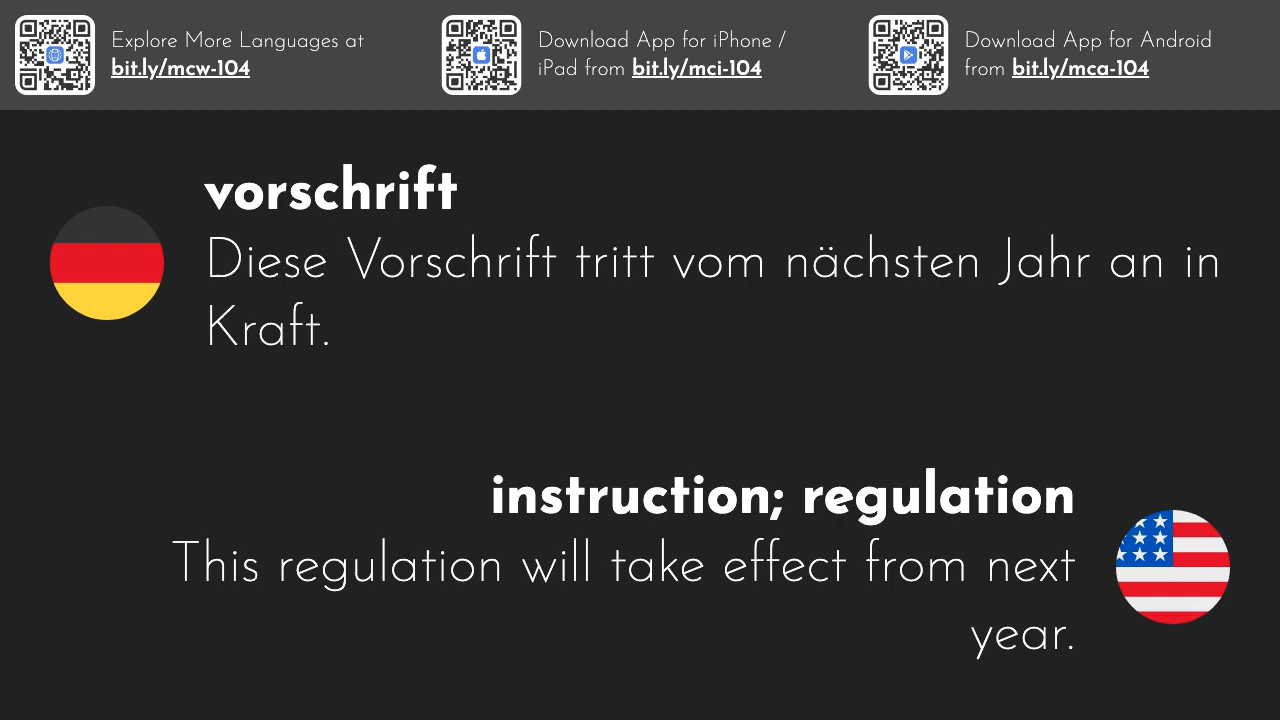 Explore More Languages at
bit.ly/mcw-104
Download App for iPhone /
iPad from bit.ly/mci-104
Download App for Android
from bit.ly/mca-104
vorschrift
Diese Vorschrift tritt vom nächsten Jahr an in
Kraft.
instruction; regulation
This regulation will take effect from next
year.